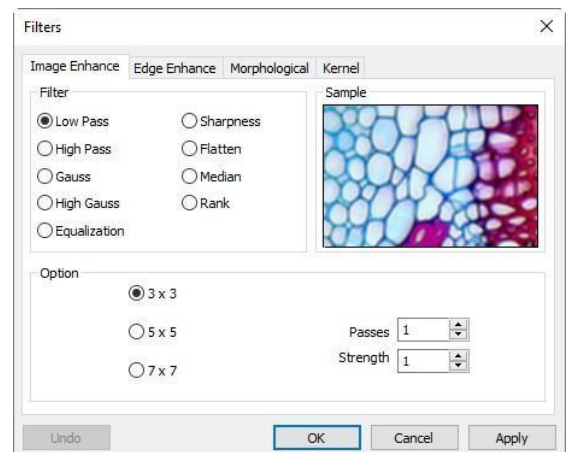 Filters
Image Enhance Edge Enhance Morphological Kernel
Filter
Low Pass
High Pass
Gauss
High Gauss
Equalization
Sharpness
Flatten
Median
Rank
Sample
Option
3 x 3
5 x 5
7 x 7
Passes 1
Strength 1
Undo OK Cancel Apply